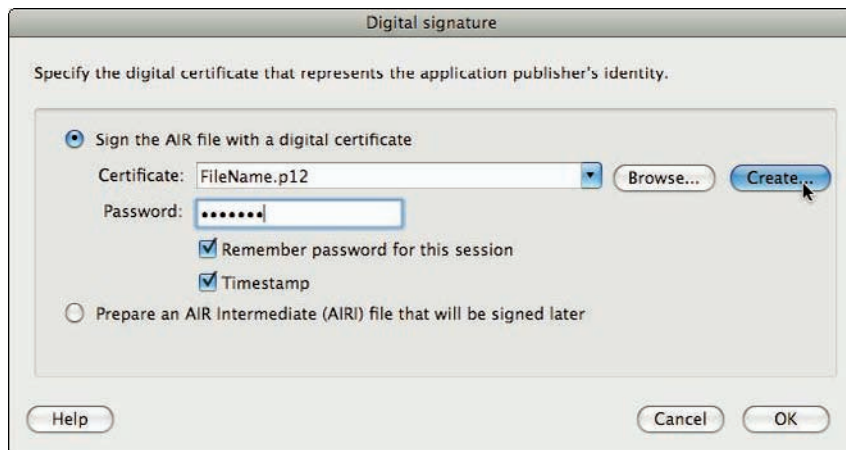 Digital signature
Specify the digital certificate that represents the application publisher's identity.
Sign the AIR file with a digital certificate
Certificate: FileName.p12 Browse... Create...
Password: •••••••
Remember password for this session
Timestamp
Prepare an AIR Intermediate (AIRI) file that will be signed later
Help Cancel OK